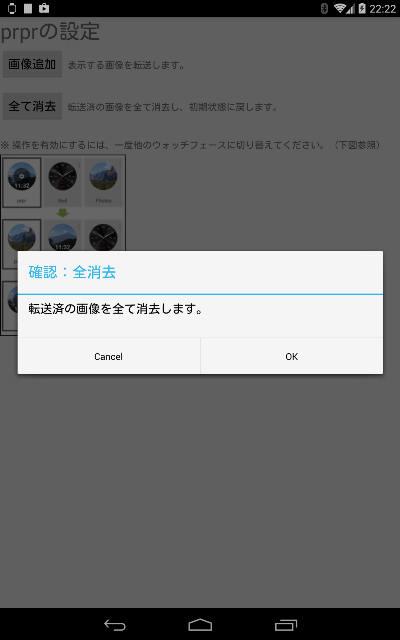 22:22
prprの設定
画像追加
表示する画像を転送します。
全て消去
転送済の画像を全て消去し、初期状態に戻します。
※ 操作を有効にするには、一度他のウォッチフェースに切り替えてください。（下図参照）
11:32
prpr
Red
Photos
11:32
確認：全消去
転送済の画像を全て消去します。
Cancel
OK